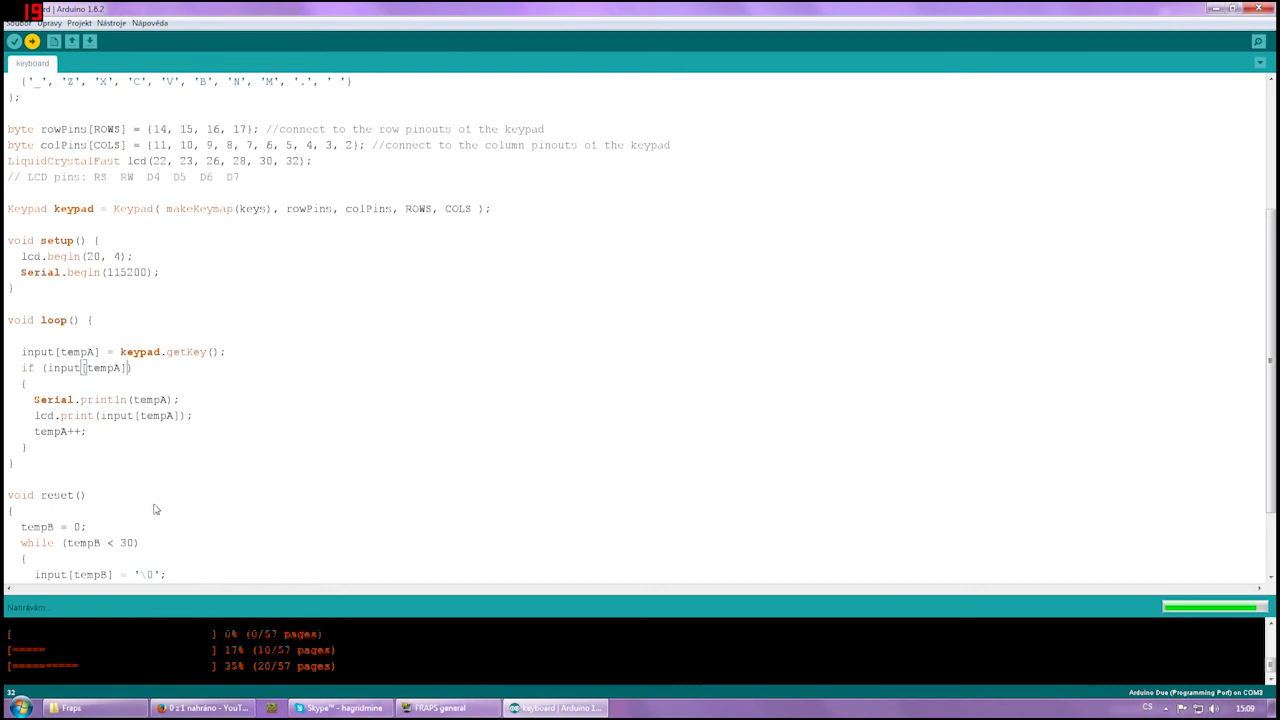 19
rd | Arduino 1.6.2
Soubor Úpravy Projekt Nástroje Nápověda
keyboard
{'_', 'Z', 'X', 'C', 'V', 'B', 'N', 'M', '.', ' '}
};
byte rowPins[ROWS] = {14, 15, 16, 17}; //connect to the row pinouts of the keypad
byte colPins[COLS] = {11, 10, 9, 8, 7, 6, 5, 4, 3, 2}; //connect to the column pinouts of the keypad
LiquidCrystalFast lcd(22, 23, 26, 28, 30, 32);
// LCD pins: RS RW D4 D5 D6 D7
Keypad keypad = Keypad( makeKeymap(keys), rowPins, colPins, ROWS, COLS );
void setup() {
lcd.begin(20, 4);
Serial.begin(115200);
}
void loop() {
input[tempA] = keypad.getKey();
if (input[tempA])
{
Serial.println(tempA);
lcd.print(input[tempA]);
tempA++;
}
}
void reset()
{
tempB = 0;
while (tempB < 30)
{
input[tempB] = '\0';
Nahrávám...
[ ] 0% (0/57 pages)
[===== ] 17% (10/57 pages)
[========== ] 35% (20/57 pages)
32
Arduino Due (Programming Port) on COM3
Fraps
0 z 1 nahráno - YouT...
Skype™ - hagridmine
FRAPS general
keyboard | Arduino 1...
CS
15:09